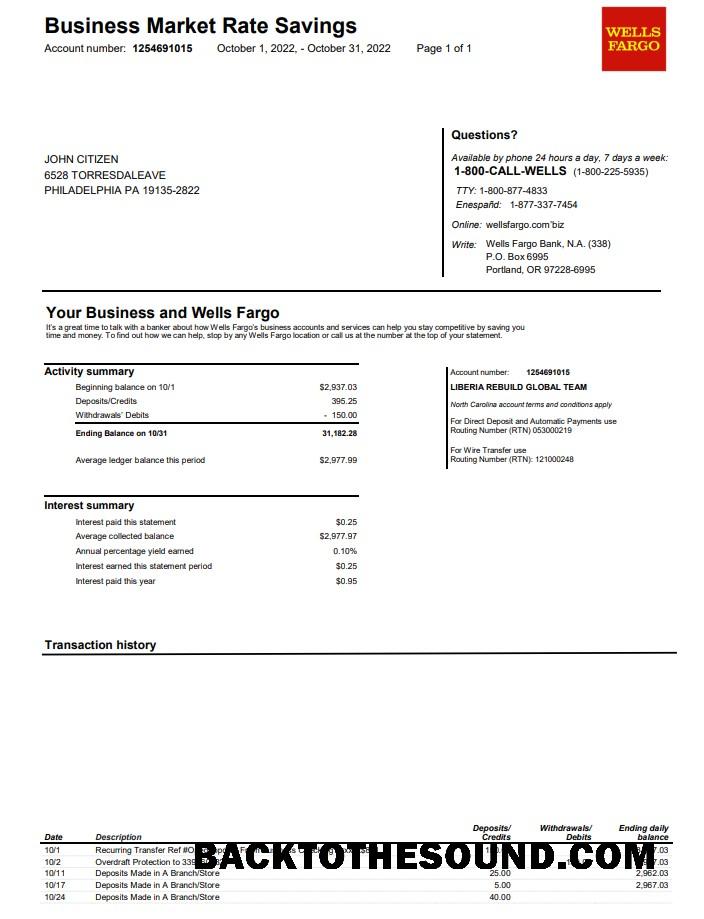 Business Market Rate Savings
Account number: 1254691015 October 1, 2022, - October 31, 2022 Page 1 of 1
WELLS
FARGO
JOHN CITIZEN
6528 TORRESDALEAVE
PHILADELPHIA PA 19135-2822
Questions?
Available by phone 24 hours a day, 7 days a week:
1-800-CALL-WELLS (1-800-225-5935)
TTY: 1-800-877-4833
Enespañd: 1-877-337-7454
Online: wellsfargo.com'biz
Write: Wells Fargo Bank, N.A. (338)
P.O. Box 6995
Portland, OR 97228-6995
Your Business and Wells Fargo
It's a great time to talk with a banker about how Wells Fargo's business accounts and services can help you stay competitive by saving you
time and money. To find out how we can help, stop by any Wells Fargo location or call us at the number at the top of your statement.
Activity summary
Beginning balance on 10/1 $2,937.03
Deposits/Credits 395.25
Withdrawals' Debits - 150.00
Ending Balance on 10/31 31,182.28
Average ledger balance this period $2,977.99
Account number: 1254691015
LIBERIA REBUILD GLOBAL TEAM
North Carolina account terms and conditions apply
For Direct Deposit and Automatic Payments use
Routing Number (RTN) 053000219
For Wire Transfer use
Routing Number (RTN): 121000248
Interest summary
Interest paid this statement $0.25
Average collected balance $2,977.97
Annual percentage yield earned 0.10%
Interest earned this statement period $0.25
Interest paid this year $0.95
Transaction history
Deposits/ Withdrawals/ Ending daily
Date Description Credits Debits balance
10/1 Recurring Transfer Ref
10/2 Overdraft Protection to
BACKTOTHESOUND.COM
10/11 Deposits Made in A Branch/Store 25.00 2,962.03
10/17 Deposits Made in A Branch/Store 5.00 2,967.03
10/24 Deposits Made in A Branch/Store 40.00